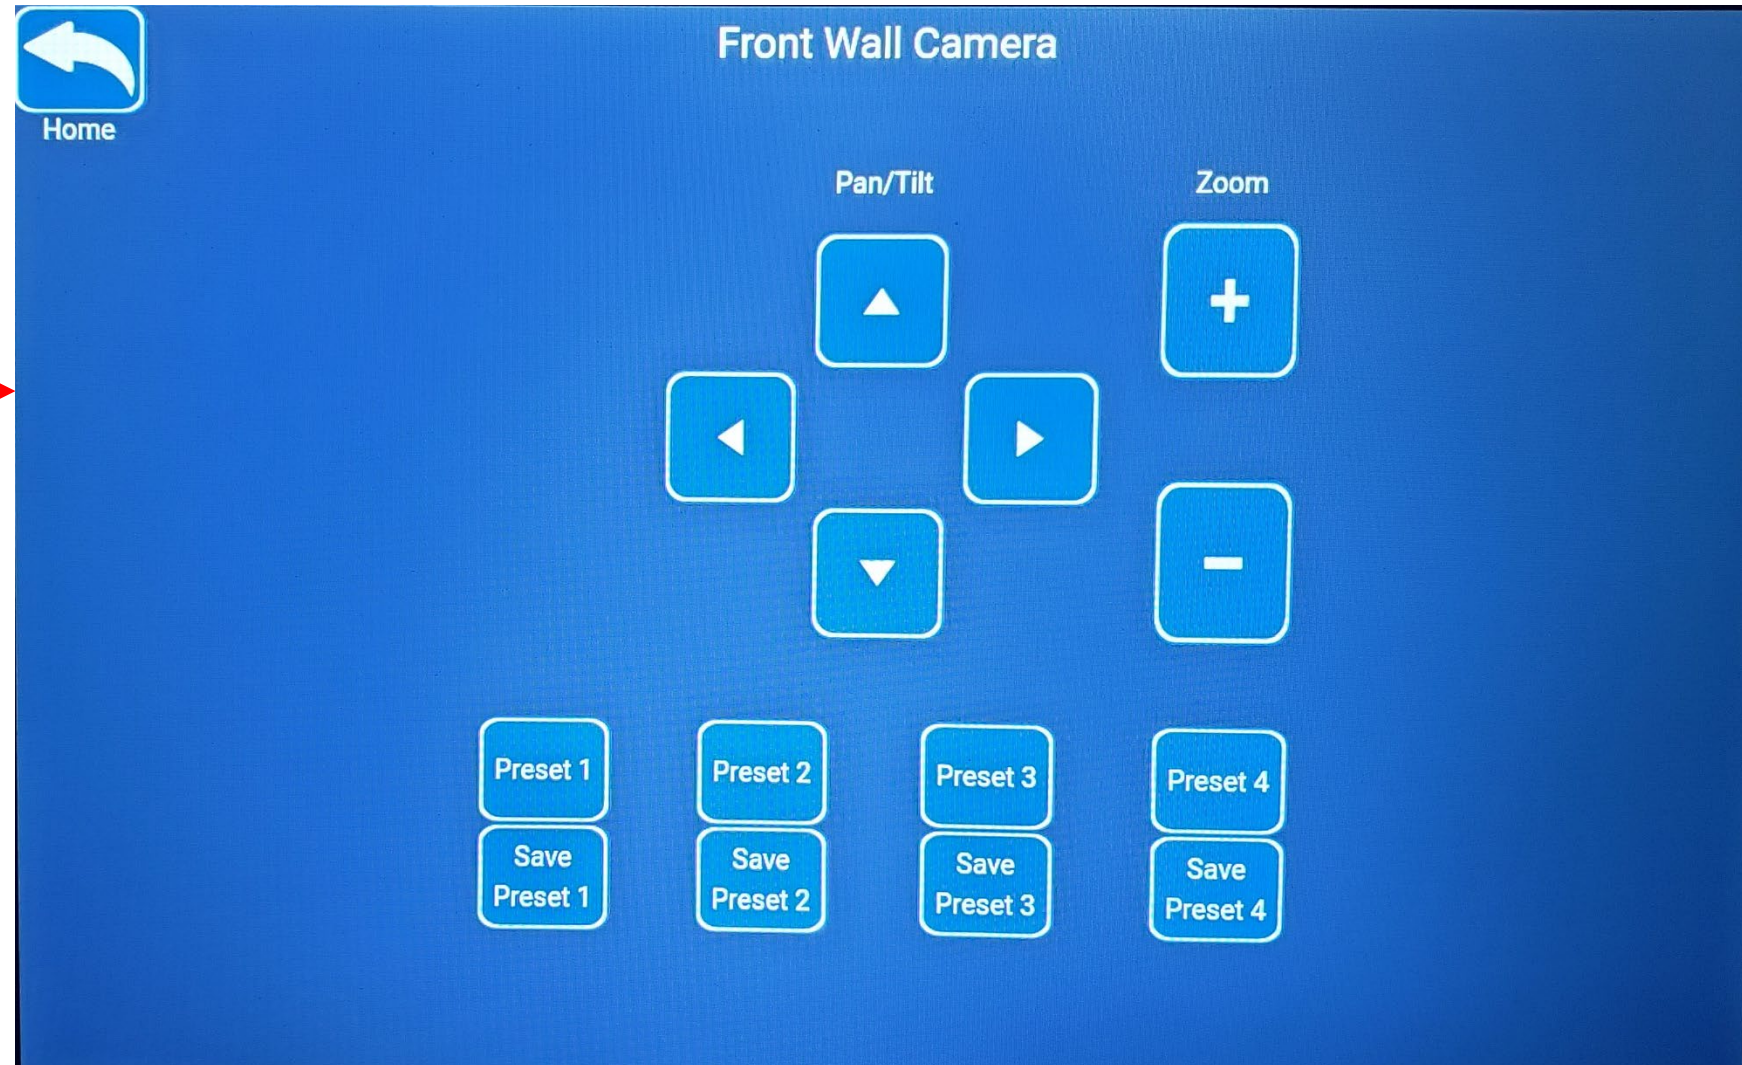 Front Wall Camera
Home
Pan/Tilt
Zoom
Preset 1
Preset 2
Preset 3
Preset 4
Save
Preset 1
Save
Preset 2
Save
Preset 3
Save
Preset 4